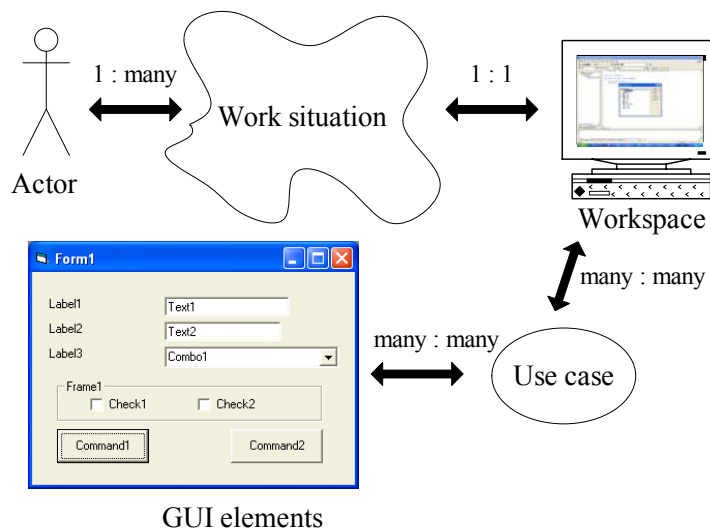 1 : many
1 : 1
Work situation
Actor
Workspace
many : many
Form1
Label1
Text1
Label2
Text2
Label3
Combo1
many : many
Use case
Frame1
Check1
Check2
Command1
Command2
GUI elements